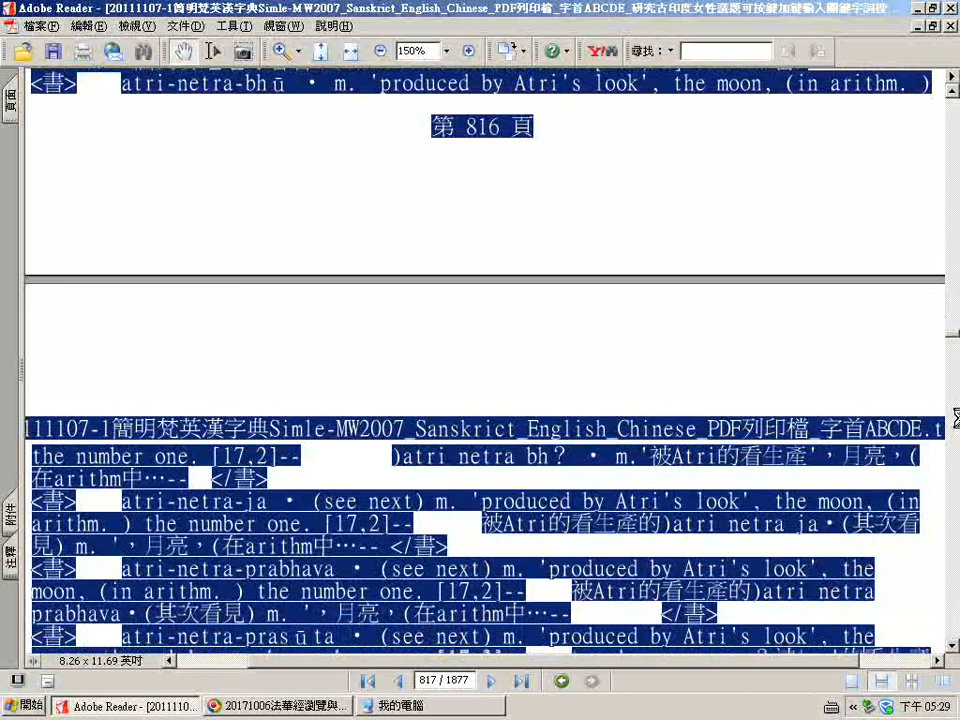 Adobe Reader - [20111107-1簡明梵英漢字典Simle-MW2007_Sanskrict_English_Chinese_PDF列印檔_字首ABCDE_研究古印度女性議題可按鍵加鍵輸入關鍵字詞搜
檔案(F) 編輯(E) 檢視(V) 文件(D) 工具(T) 視窗(W) 說明(H)
150% Y! 尋找：
頁面
<書> atri-netra-bhū • m. 'produced by Atri's look', the moon, (in arithm. )
第 816 頁
111107-1簡明梵英漢字典Simle-MW2007_Sanskrict_English_Chinese_PDF列印檔_字首ABCDE.t
the number one. [17,2]-- )atri netra bh？ • m.'被Atri的看生產'，月亮，(
在arithm中…-- </書>
<書> atri-netra-ja • (see next) m. 'produced by Atri's look', the moon, (in
arithm. ) the number one. [17,2]-- 被Atri的看生產的)atri netra ja•(其次看
見) m. '，月亮，(在arithm中…-- </書>
<書> atri-netra-prabhava • (see next) m. 'produced by Atri's look', the
moon, (in arithm. ) the number one. [17,2]-- 被Atri的看生產的)atri netra
prabhava•(其次看見) m. '，月亮，(在arithm中…-- </書>
<書> atri-netra-prasūta • (see next) m. 'produced by Atri's look', the
附件
注釋
8.26 x 11.69 英吋
817 / 1877
開始 Adobe Reader - [2011110... 20171006法華經瀏覽與... 我的電腦 下午 05:29